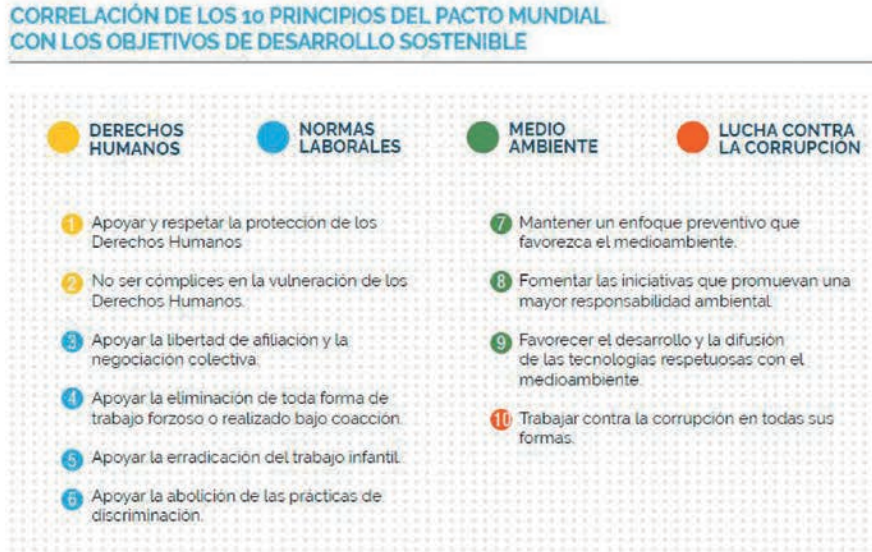 CORRELACIÓN DE LOS 10 PRINCIPIOS DEL PACTO MUNDIAL
CON LOS OBJETIVOS DE DESARROLLO SOSTENIBLE
DERECHOS
HUMANOS
NORMAS
LABORALES
MEDIO
AMBIENTE
LUCHA CONTRA
LA CORRUPCIÓN
1 Apoyar y respetar la protección de los
Derechos Humanos
2 No ser cómplices en la vulneración de los
Derechos Humanos.
3 Apoyar la libertad de afiliación y la
negociación colectiva.
4 Apoyar la eliminación de toda forma de
trabajo forzoso o realizado bajo coacción.
5 Apoyar la erradicación del trabajo infantil.
6 Apoyar la abolición de las prácticas de
discriminación.
7 Mantener un enfoque preventivo que
favorezca el medioambiente.
8 Fomentar las iniciativas que promuevan una
mayor responsabilidad ambiental.
9 Favorecer el desarrollo y la difusión
de las tecnologías respetuosas con el
medioambiente.
10 Trabajar contra la corrupción en todas sus
formas.